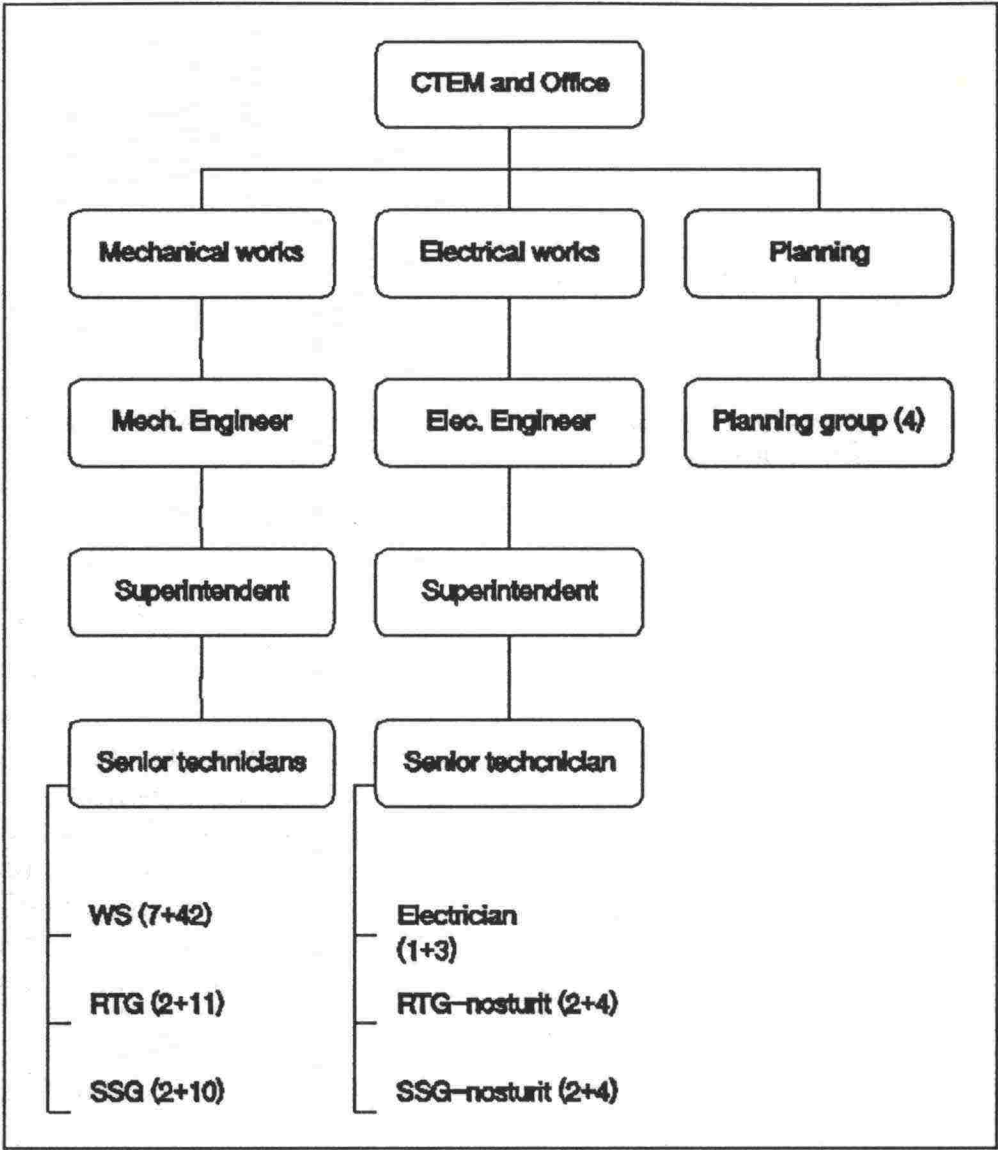 CTEM and Office
Mechanical works
Electrical works
Planning
Mech. Engineer
Elec. Engineer
Planning group (4)
Superintendent
Superintendent
Senior technicians
Senior techcnician
WS (7+42)
Electrician
(1+3)
RTG (2+11)
RTG-nosturit (2+4)
SSG (2+10)
SSG-nosturit (2+4)